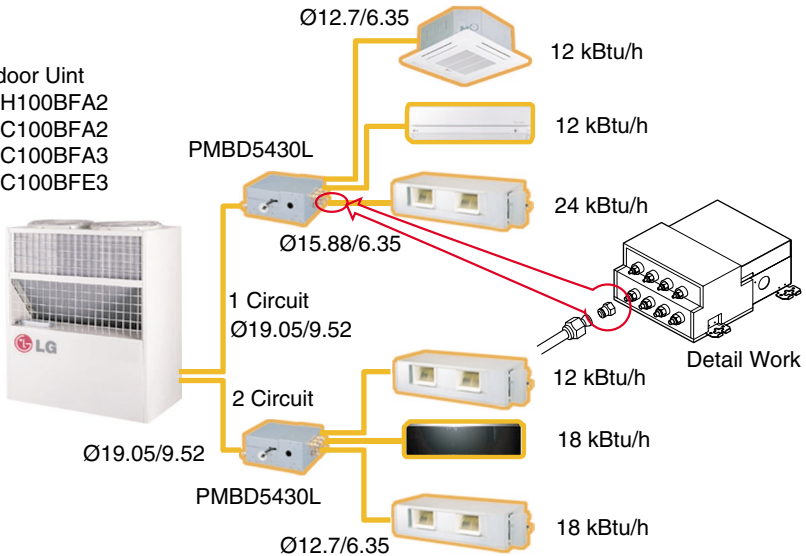 Ø12.7/6.35
12 kBtu/h
door Uint
H100BFA2
C100BFA2
C100BFA3
C100BFE3
12 kBtu/h
PMBD5430L
24 kBtu/h
Ø15.88/6.35
1 Circuit
Ø19.05/9.52
LG
Detail Work
12 kBtu/h
2 Circuit
18 kBtu/h
Ø19.05/9.52
PMBD5430L
18 kBtu/h
Ø12.7/6.35